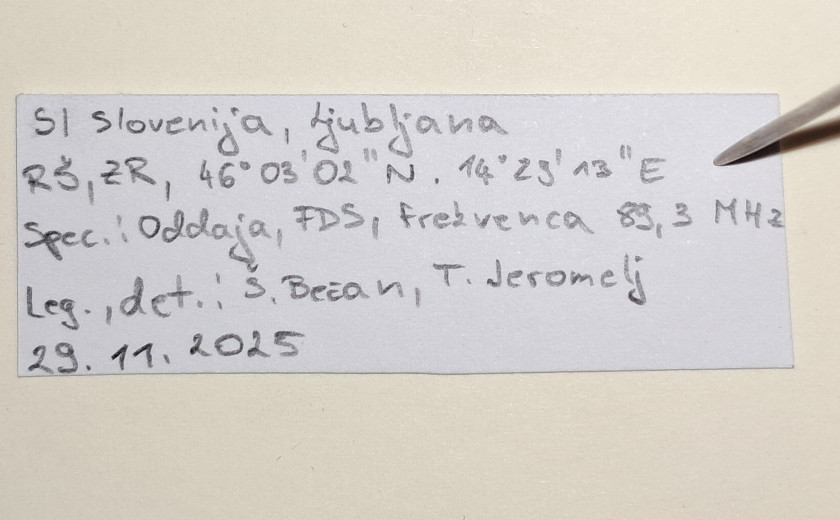 SI Slovenija, Ljubljana
RŠ, ZR, 46° 03' 02" N. 14° 29' 13" E
Spec.: Oddaja, FDS, frekvenca 89,3 MHz
Leg., det.: Š. Bežan, T. Jeromelj
29. 11. 2025